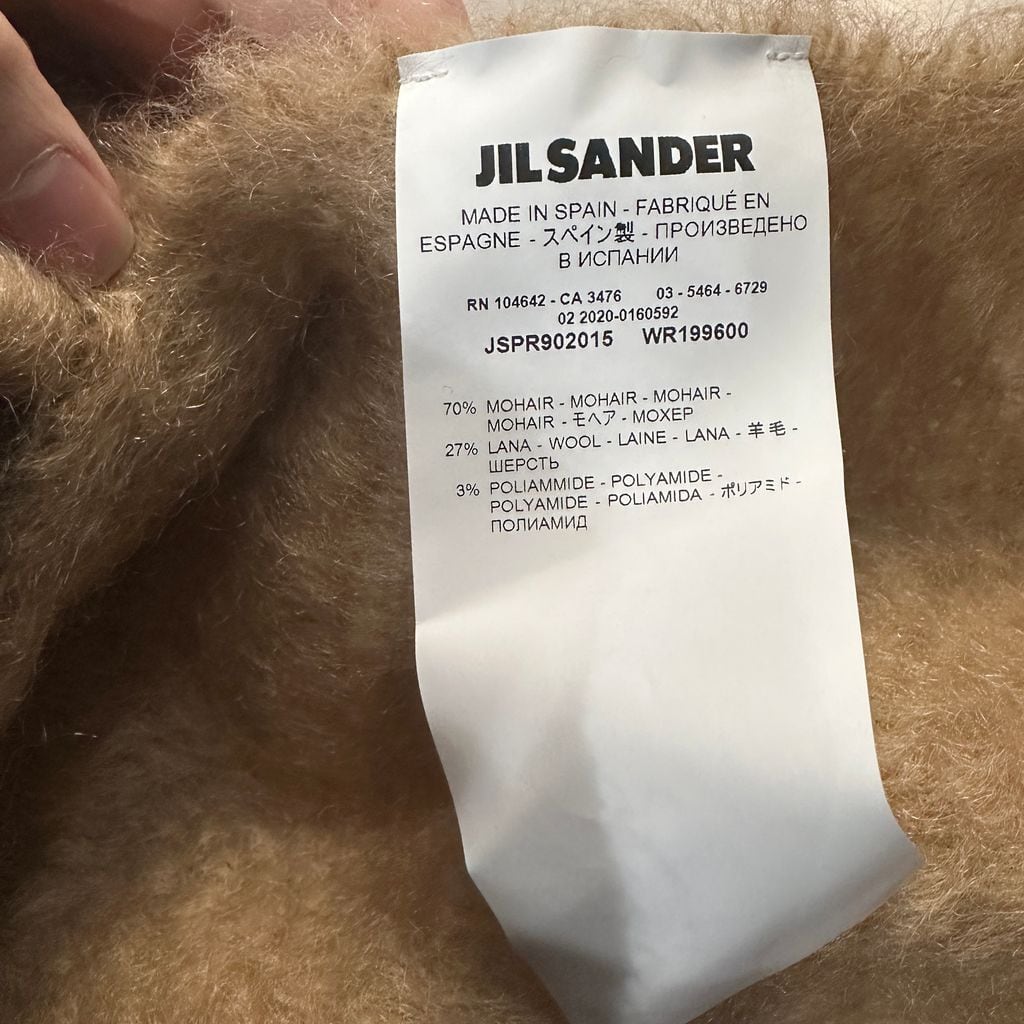 JIL SANDER
MADE IN SPAIN - FABRIQUÉ EN
ESPAGNE - スペイン製 - ПРОИЗВЕДЕНО
В ИСПАНИИ
RN 104642 - CA 3476 03 - 5464 - 6729
02 2020-0160592
JSPR902015 WR199600
70% MOHAIR - MOHAIR - MOHAIR -
MOHAIR - モヘア - МОХЕР
27% LANA - WOOL - LAINE - LANA - 羊毛 -
ШЕРСТЬ
3% POLIAMMIDE - POLYAMIDE -
POLYAMIDE - POLIAMIDA - ポリアミド -
ПОЛИАМИД